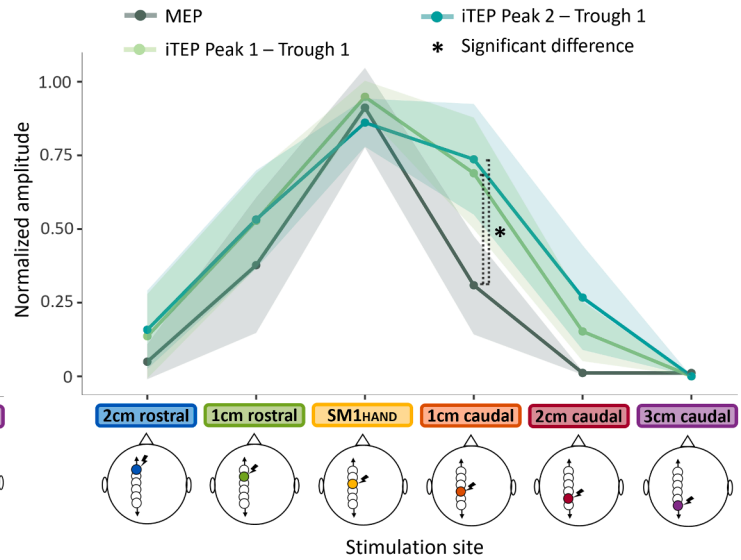 MEP
iTEP Peak 2 – Trough 1
iTEP Peak 1 – Trough 1
* Significant difference
Normalized amplitude
1.00
0.75
0.50
0.25
0
*
2cm rostral 1cm rostral SM1HAND 1cm caudal 2cm caudal 3cm caudal
Stimulation site